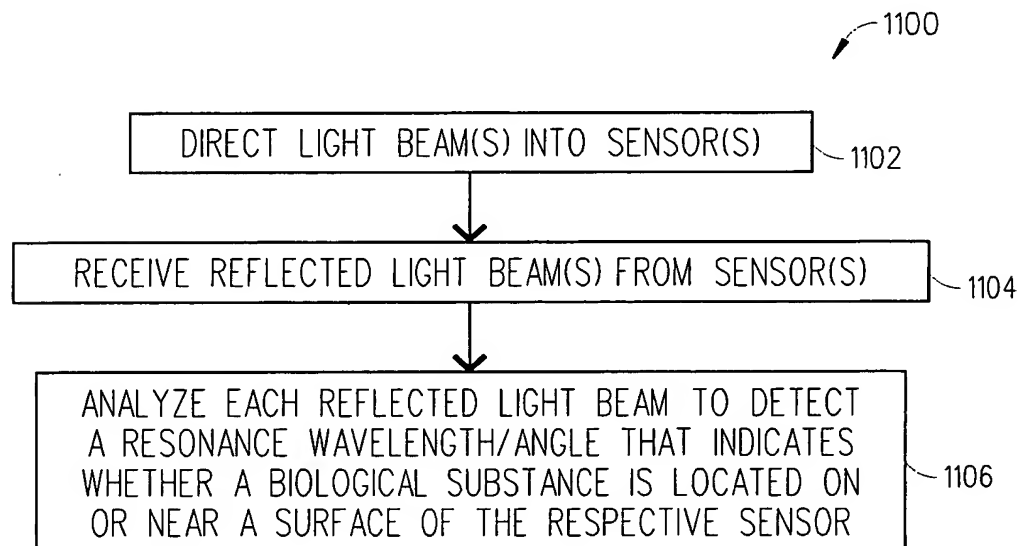 1100
DIRECT LIGHT BEAM(S) INTO SENSOR(S)
1102
RECEIVE REFLECTED LIGHT BEAM(S) FROM SENSOR(S)
1104
ANALYZE EACH REFLECTED LIGHT BEAM TO DETECT
A RESONANCE WAVELENGTH/ANGLE THAT INDICATES
WHETHER A BIOLOGICAL SUBSTANCE IS LOCATED ON
OR NEAR A SURFACE OF THE RESPECTIVE SENSOR
1106